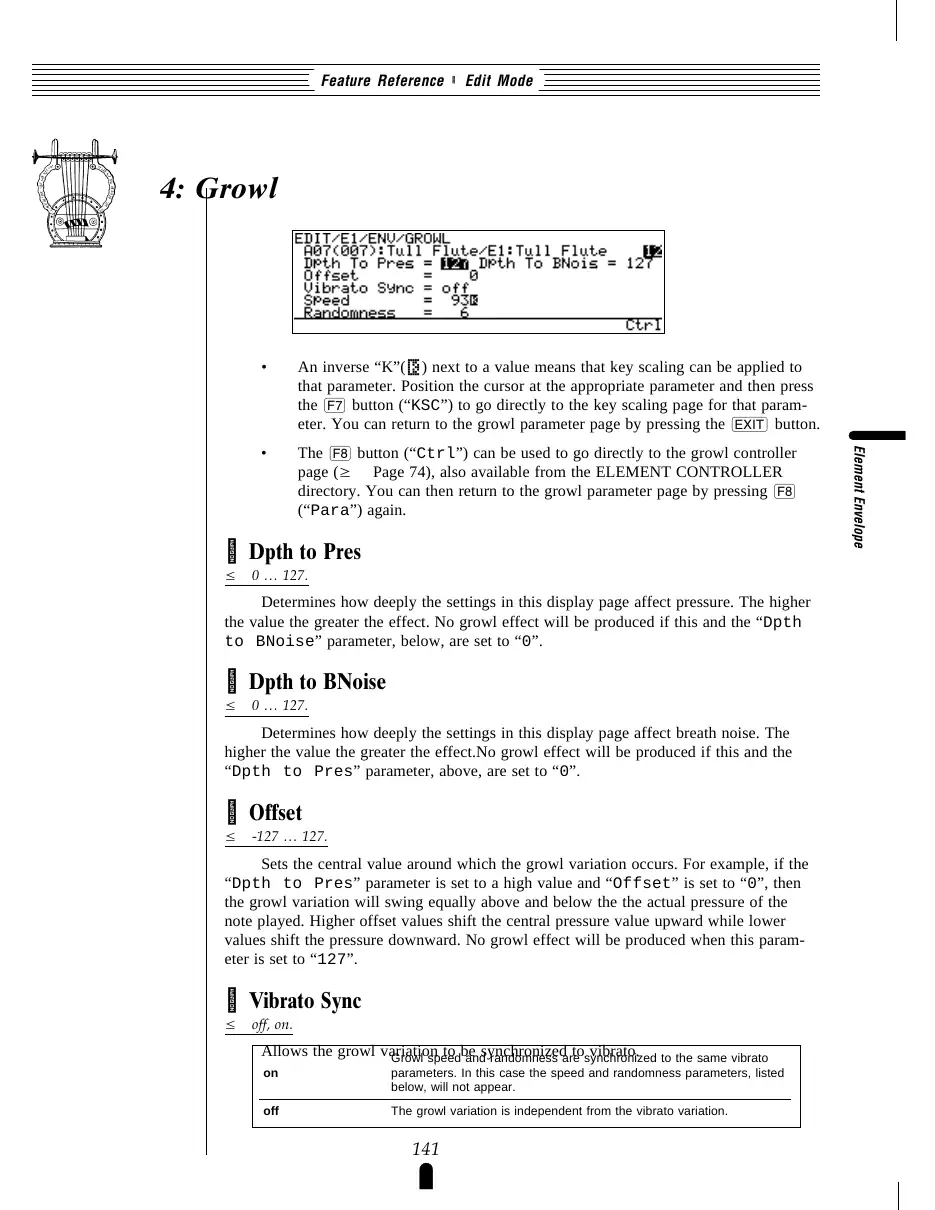 Feature Reference Edit Mode
4: Growl
EDIT/E1/ENV/GROWL
A07(007):Tull Flute/E1:Tull Flute 12
Dpth To Pres = 127 Dpth To BNois = 127
Offset = 0
Vibrato Sync = off
Speed = 93K
Randomness = 6
Ctrl
• An inverse “K”(K) next to a value means that key scaling can be applied to
that parameter. Position the cursor at the appropriate parameter and then press
the F7 button (“KSC”) to go directly to the key scaling page for that param-
eter. You can return to the growl parameter page by pressing the EXIT button.
• The F8 button (“Ctrl”) can be used to go directly to the growl controller
page (≥ Page 74), also available from the ELEMENT CONTROLLER
directory. You can then return to the growl parameter page by pressing F8
(“Para”) again.
Element Envelope
NO GRAPH Dpth to Pres
≤ 0 … 127.
Determines how deeply the settings in this display page affect pressure. The higher
the value the greater the effect. No growl effect will be produced if this and the “Dpth
to BNoise” parameter, below, are set to “0”.
NO GRAPH Dpth to BNoise
≤ 0 … 127.
Determines how deeply the settings in this display page affect breath noise. The
higher the value the greater the effect.No growl effect will be produced if this and the
“Dpth to Pres” parameter, above, are set to “0”.
NO GRAPH Offset
≤ -127 … 127.
Sets the central value around which the growl variation occurs. For example, if the
“Dpth to Pres” parameter is set to a high value and “Offset” is set to “0”, then
the growl variation will swing equally above and below the the actual pressure of the
note played. Higher offset values shift the central pressure value upward while lower
values shift the pressure downward. No growl effect will be produced when this param-
eter is set to “127”.
NO GRAPH Vibrato Sync
≤ off, on.
Allows the growl variation to be synchronized to vibrato.
Growl speed and randomness are synchronized to the same vibrato
on parameters. In this case the speed and randomness parameters, listed
below, will not appear.
off The growl variation is independent from the vibrato variation.
141